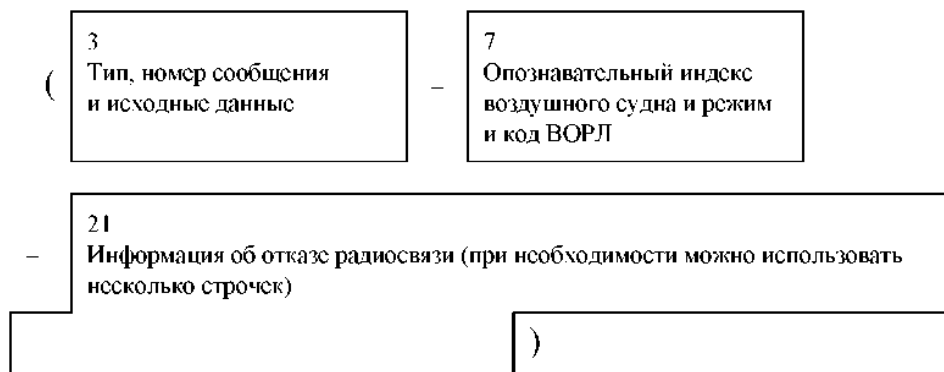 3
Тип, номер сообщения
и исходные данные
(
–
7
Опознавательный индекс
воздушного судна и режим
и код ВОРЛ
–
21
Информация об отказе радиосвязи (при необходимости можно использовать
несколько строчек)
)